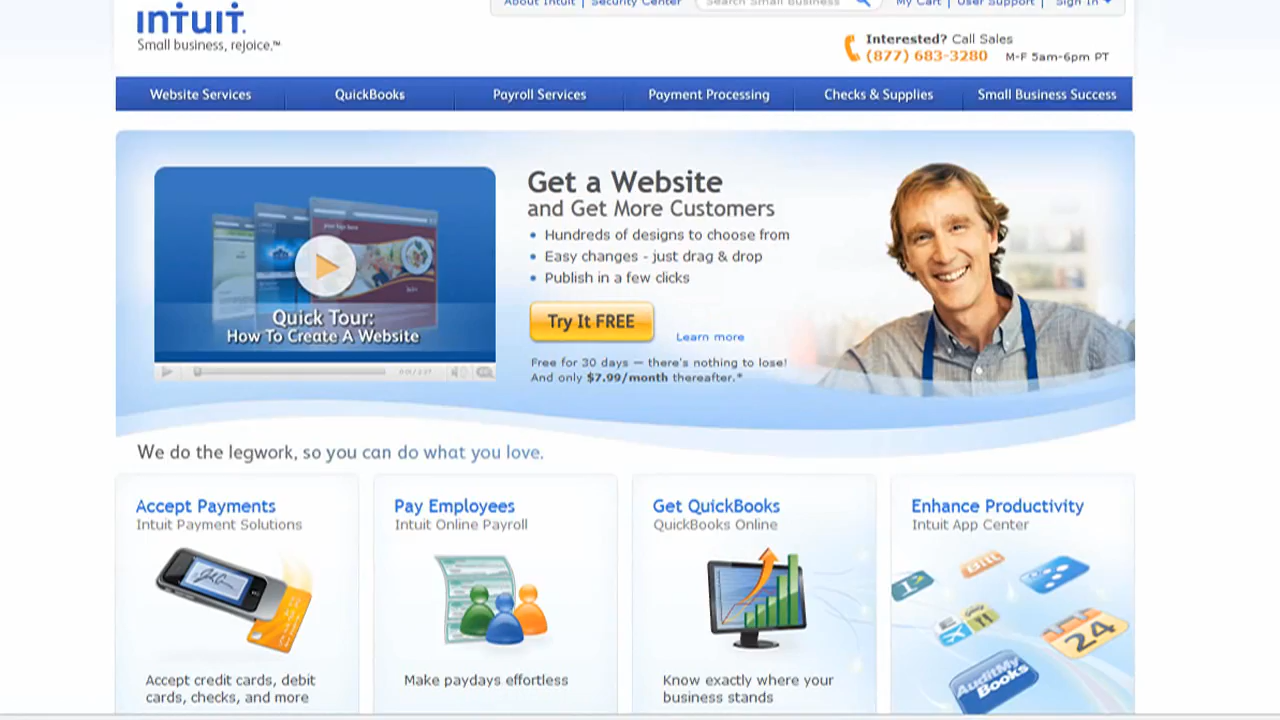 About Intuit | Security Center
Search Small Business
My Cart | User Support | Sign In
intuit.
Small business, rejoice.™
Interested? Call Sales
(877) 683-3280 M-F 5am-6pm PT
Website Services QuickBooks Payroll Services Payment Processing Checks & Supplies Small Business Success
Quick Tour:
How To Create A Website
Get a Website
and Get More Customers
• Hundreds of designs to choose from
• Easy changes - just drag & drop
• Publish in a few clicks
Try It FREE
Learn more
Free for 30 days — there's nothing to lose!
And only $7.99/month thereafter.*
We do the legwork, so you can do what you love.
Accept Payments
Intuit Payment Solutions
Accept credit cards, debit
cards, checks, and more
Pay Employees
Intuit Online Payroll
Make paydays effortless
Get QuickBooks
QuickBooks Online
Know exactly where your
business stands
Enhance Productivity
Intuit App Center
24
AuditMy
Books